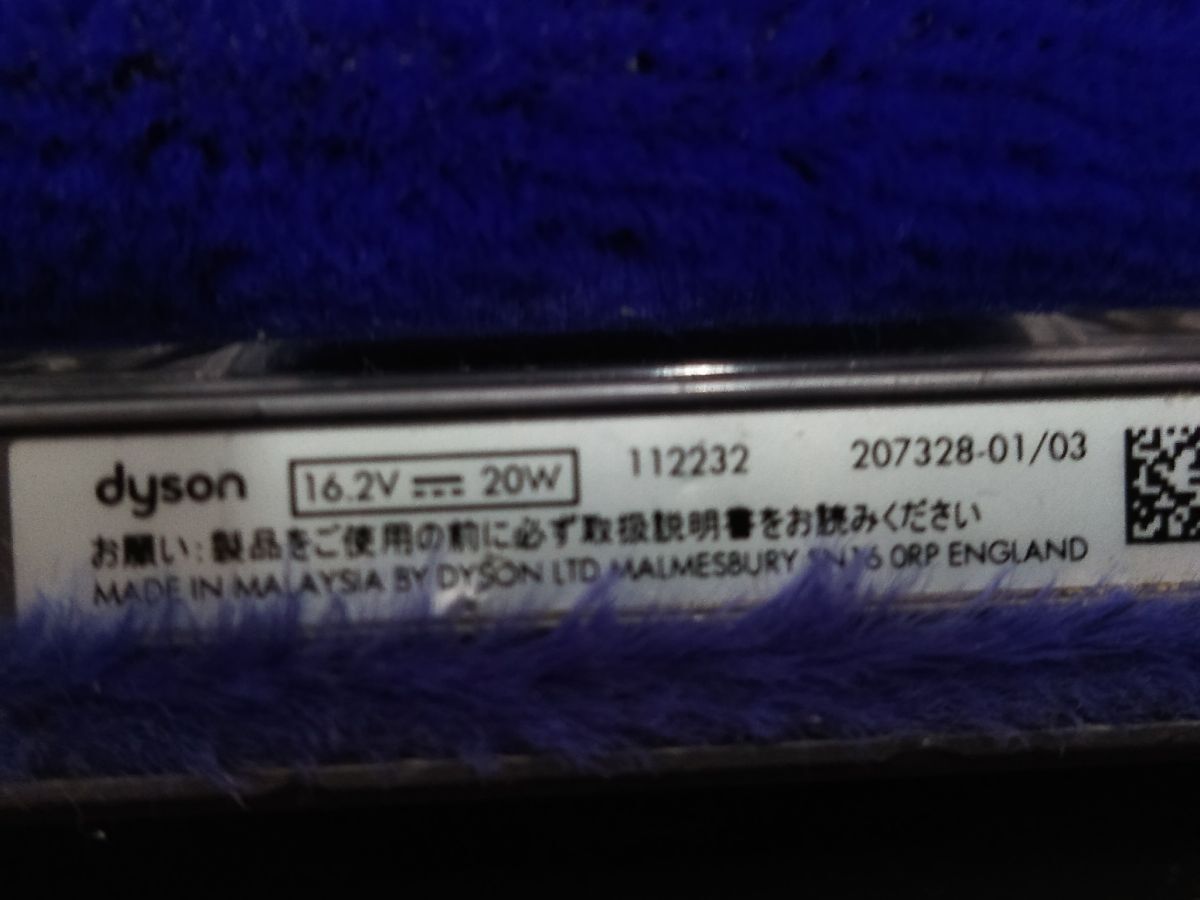 dyson 16.2V ⎓ 20W 112232 207328-01/03
お願い:製品をご使用の前に必ず取扱説明書をお読みください
MADE IN MALAYSIA BY DYSON LTD MALMESBURY SN16 0RP ENGLAND